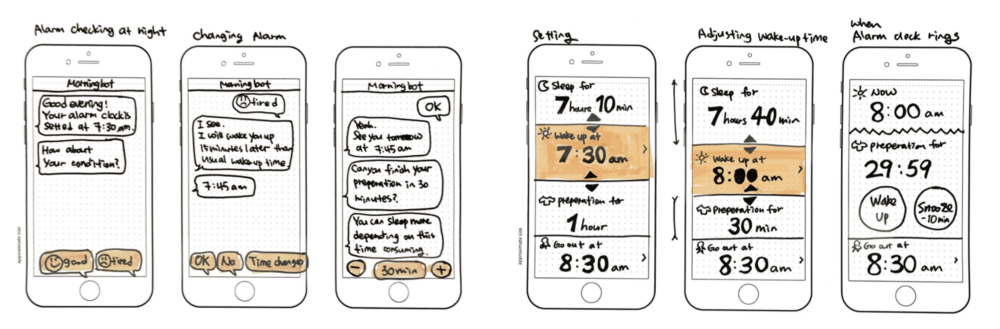 Alarm checking at night
Morningbot
Good evening!
Your alarm clock is
setted at 7:30 am.
How about
Your condition?
good
tired
approximate size
Changing Alarm
Morningbot
tired
I see.
I will wake you up
15 minutes later than
usual wake up time.
7:45 am
OK
No
Time change
Morningbot
OK
Yeah.
See you tomorrow
at 7:45 am
Can you finish your
preperation in 30
minutes?
You can sleep more
depending on this
time consuming.
−
30min
+
Setting
Sleep for
7 hours 10 min
Wake up at
7:30 am
preperation for
1 hour
Go out at
8:30 am
approximate size
Adjusting Wake-up time
Sleep for
7 hours 40 min
Wake up at
8:00 am
Preperation for
30 min
Go out at
8:30 am
When
Alarm clock rings
Now
8:00 am
preperation for
29:59
Wake
Up
Snooze
-10min
Go out at
8:30 am